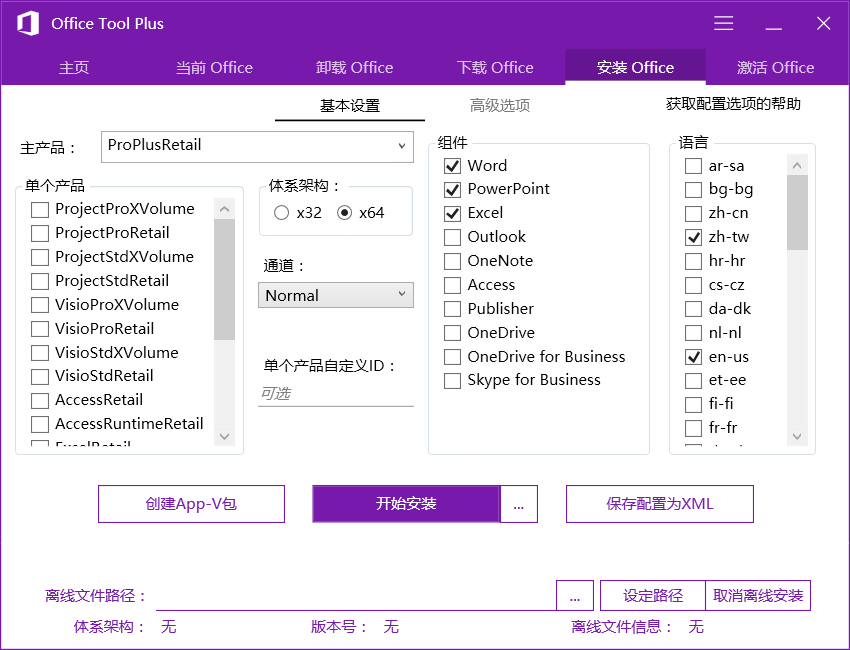 Office Tool Plus
主页 当前 Office 卸载 Office 下载 Office 安装 Office 激活 Office
基本设置 高级选项 获取配置选项的帮助
主产品： ProPlusRetail
单个产品
ProjectProXVolume
ProjectProRetail
ProjectStdXVolume
ProjectStdRetail
VisioProXVolume
VisioProRetail
VisioStdXVolume
VisioStdRetail
AccessRetail
AccessRuntimeRetail
体系架构：
x32 x64
通道：
Normal
单个产品自定义ID：
可选
组件
Word
PowerPoint
Excel
Outlook
OneNote
Access
Publisher
OneDrive
OneDrive for Business
Skype for Business
语言
ar-sa
bg-bg
zh-cn
zh-tw
hr-hr
cs-cz
da-dk
nl-nl
en-us
et-ee
fi-fi
fr-fr
创建App-V包 开始安装 ... 保存配置为XML
离线文件路径： ... 设定路径 取消离线安装
体系架构： 无 版本号： 无 离线文件信息： 无